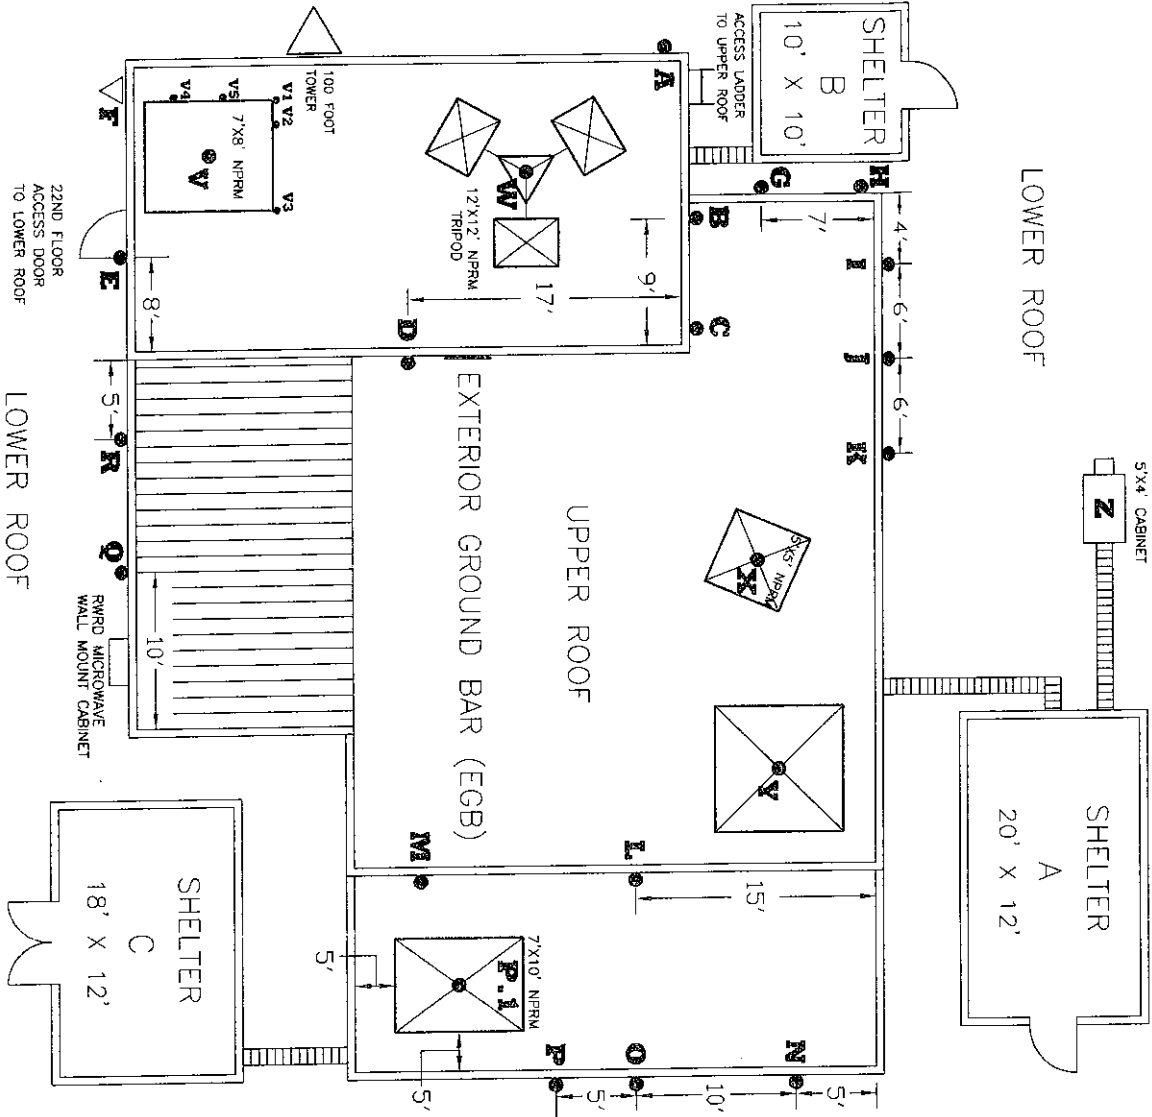 LOWER ROOF
SHELTER
B
10' X 10'
ACCESS LADDER
TO UPPER ROOF
5'X4' CABINET
Z
SHELTER
A
20' X 12'
H
G
7'
4'
I
6'
J
6'
K
A
B
9'
C
W
12'X12' NPRM
TRIPOD
17'
D
100 FOOT
TOWER
V1
V2
V5
V4
V3
7'X8' NPRM
V
F
E
8'
22ND FLOOR
ACCESS DOOR
TO LOWER ROOF
UPPER ROOF
5'X5' NPRM
X
Y
EXTERIOR GROUND BAR (EGB)
L
15'
M
7'X10' NPRM
P.1
5'
5'
N
5'
10'
O
5'
P
5'
R
Q
10'
RWRD MICROWAVE
WALL MOUNT CABINET
LOWER ROOF
SHELTER
C
18' X 12'